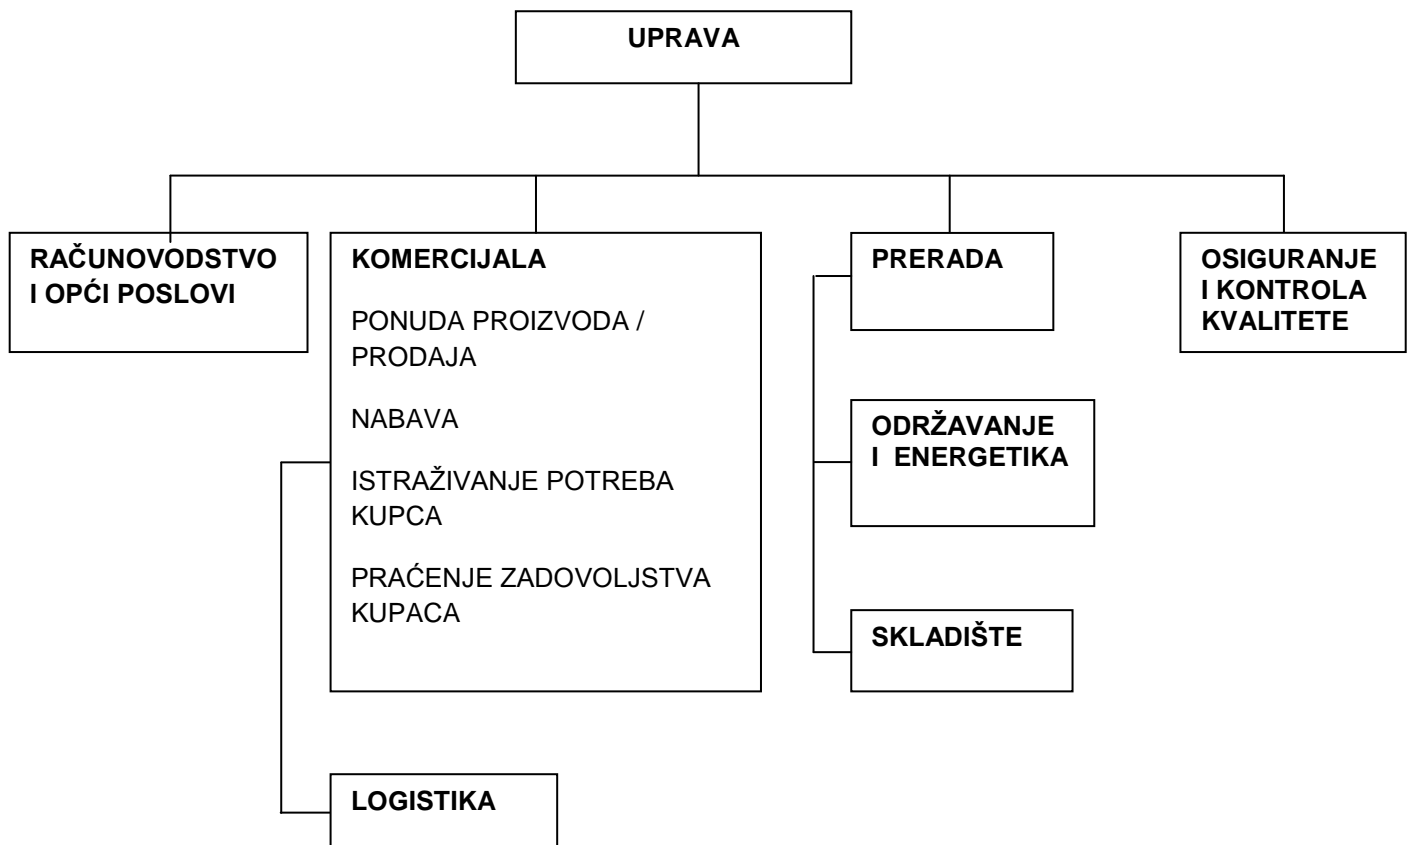 UPRAVA
RAČUNOVODSTVO
I OPĆI POSLOVI
KOMERCIJALA
PONUDA PROIZVODA /
PRODAJA
NABAVA
ISTRAŽIVANJE POTREBA
KUPCA
PRAĆENJE ZADOVOLJSTVA
KUPACA
LOGISTIKA
PRERADA
ODRŽAVANJE
I ENERGETIKA
SKLADIŠTE
OSIGURANJE
I KONTROLA
KVALITETE